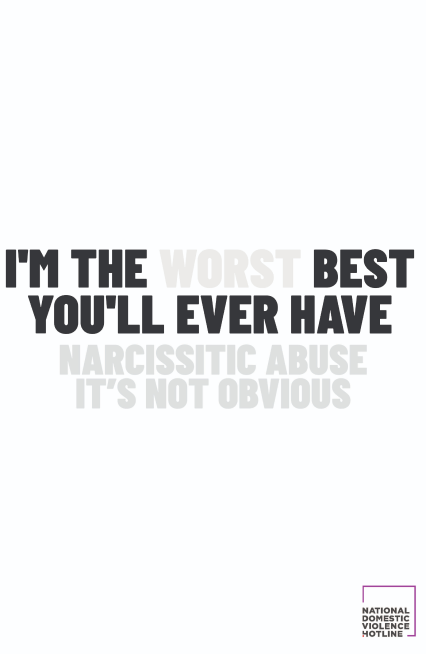 I'M THE WORST BEST
YOU'LL EVER HAVE
NARCISSITIC ABUSE
IT’S NOT OBVIOUS
NATIONAL
DOMESTIC
VIOLENCE
HOTLINE